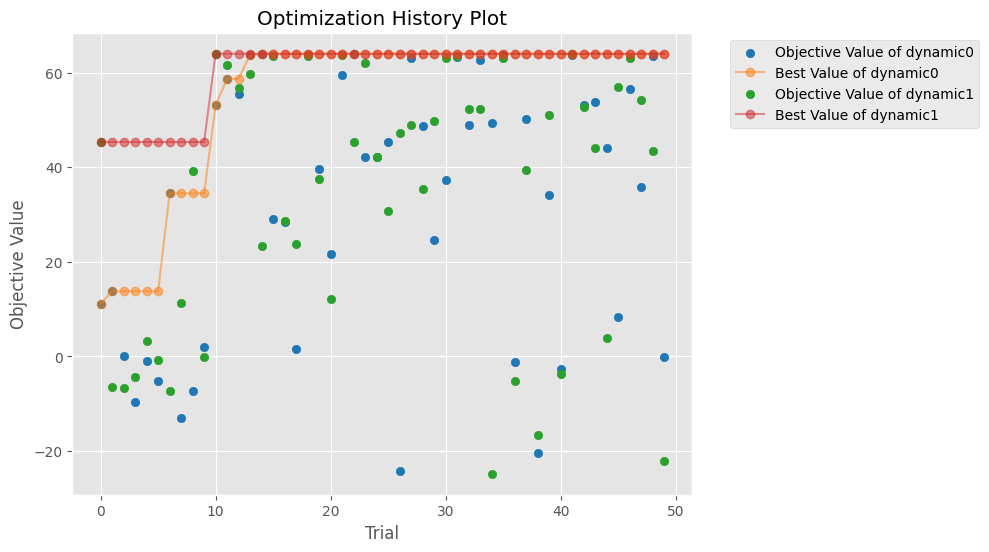 Optimization History Plot
Objective Value of dynamic0
Best Value of dynamic0
Objective Value of dynamic1
Best Value of dynamic1
Objective Value
60
40
20
0
−20
0 10 20 30 40 50
Trial